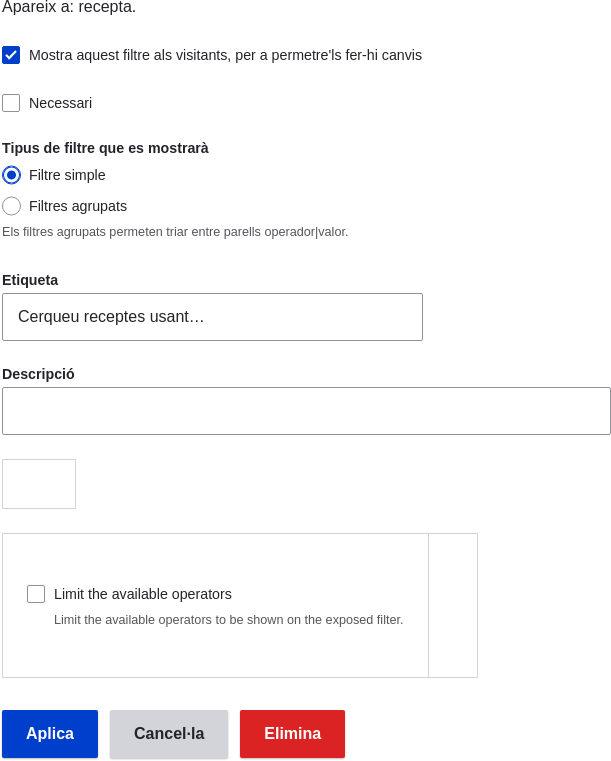 Apareix a: recepta.
Mostra aquest filtre als visitants, per a permetre'ls fer-hi canvis
Necessari
Tipus de filtre que es mostrarà
Filtre simple
Filtres agrupats
Els filtres agrupats permeten triar entre parells operador|valor.
Etiqueta
Cerqueu receptes usant…
Descripció
Limit the available operators
Limit the available operators to be shown on the exposed filter.
Aplica Cancel·la Elimina